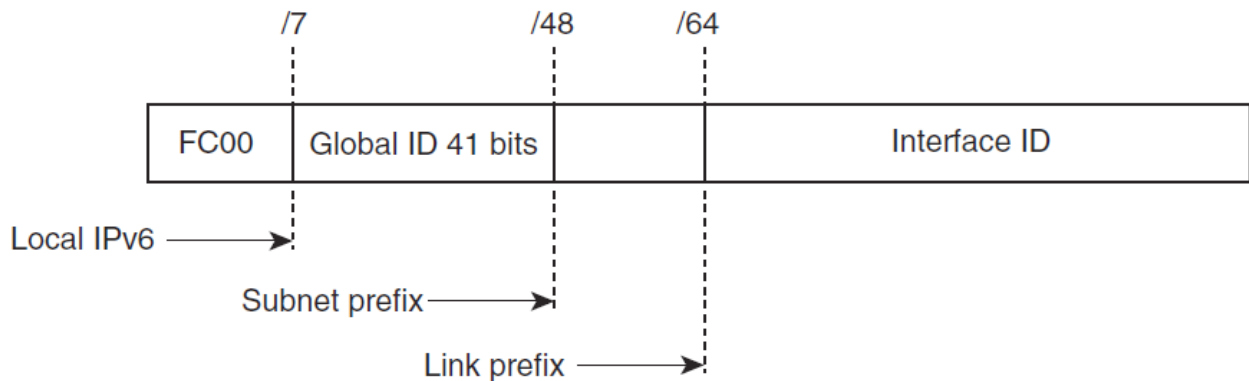 /7 /48 /64
FC00 Global ID 41 bits Interface ID
Local IPv6
Subnet prefix
Link prefix